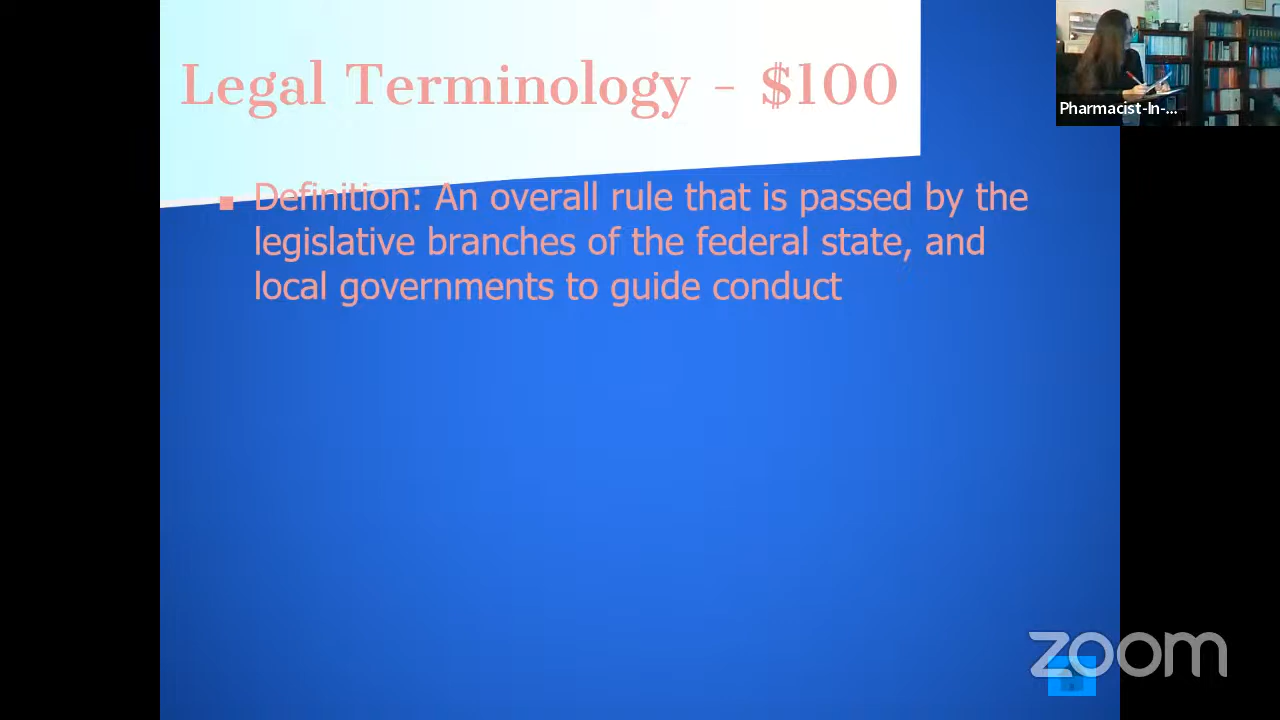 Legal Terminology - $100
Pharmacist-In-...
Definition: An overall rule that is passed by the
legislative branches of the federal state, and
local governments to guide conduct
zoom